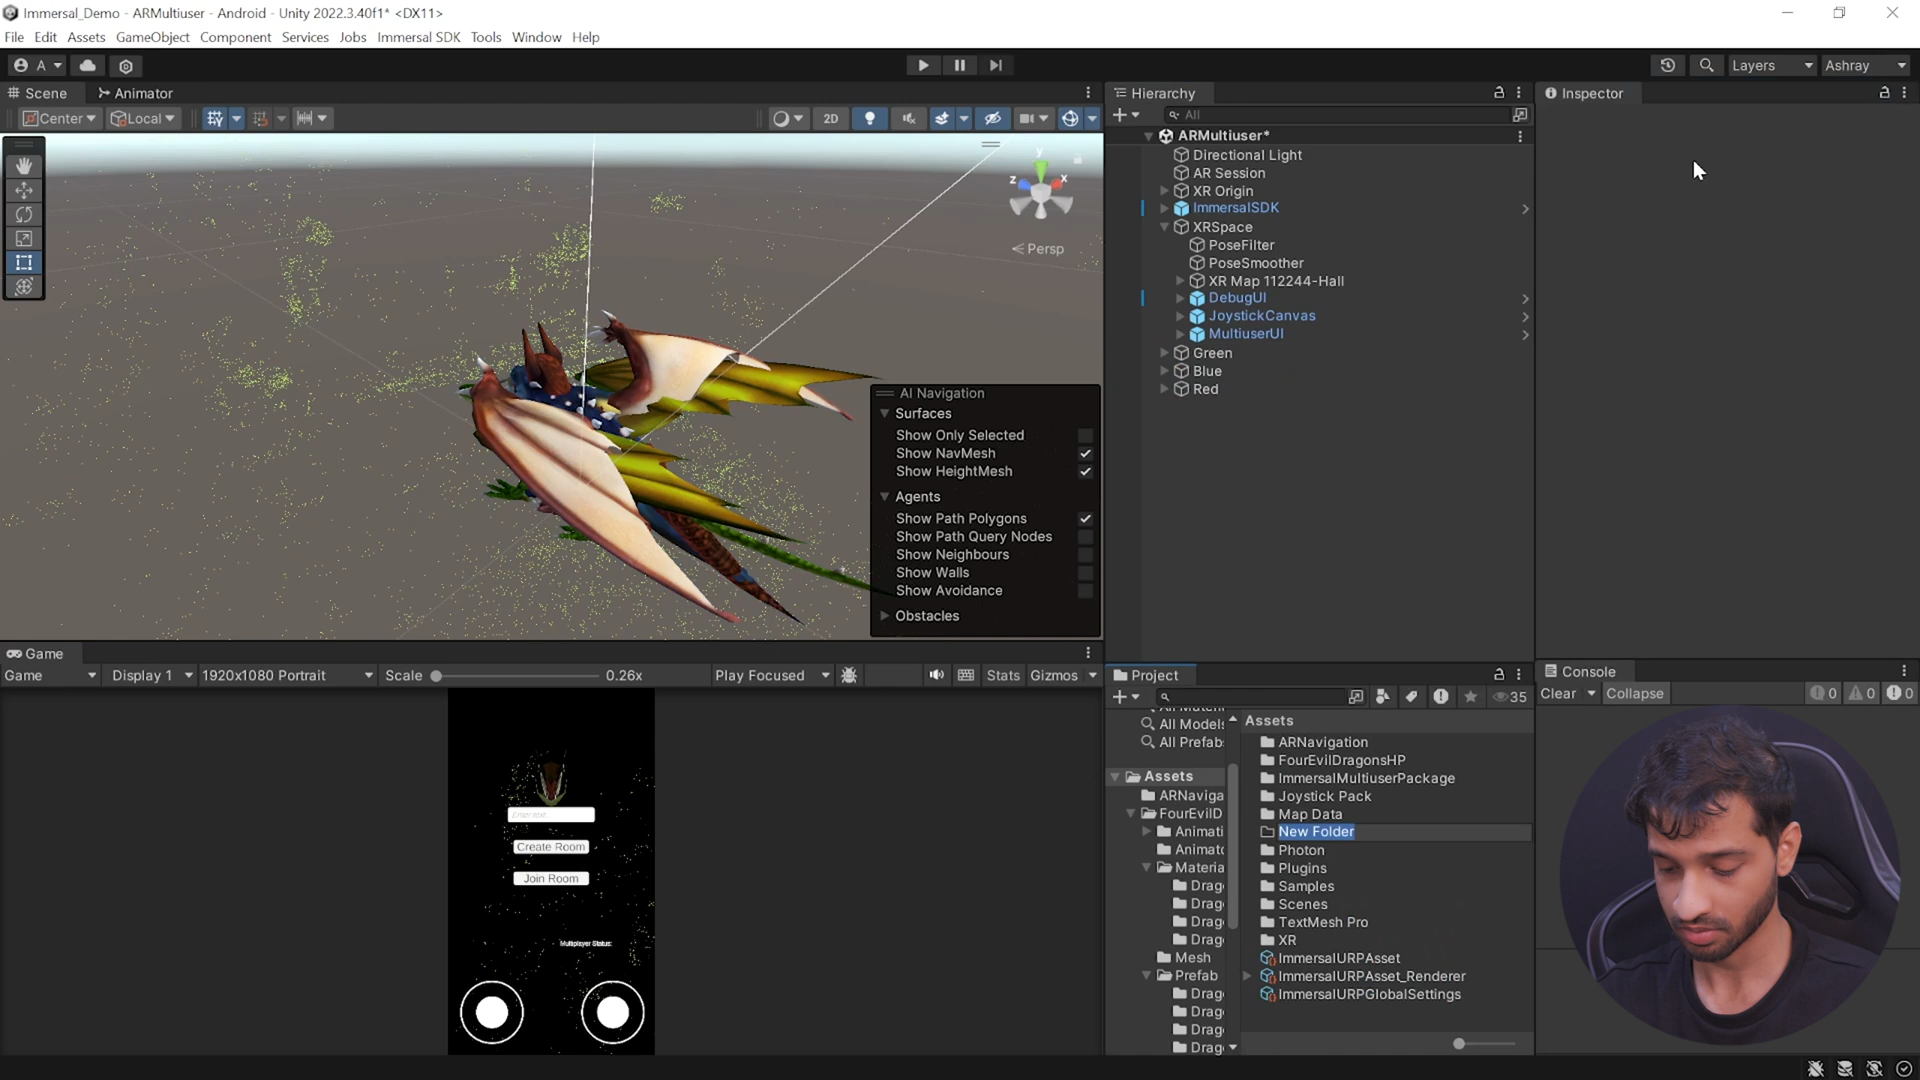 Immersal_Demo - ARMultiuser - Android - Unity 2022.3.40f1* <DX11>
File Edit Assets GameObject Component Services Jobs Immersal SDK Tools Window Help
A
Layers
Ashray
Scene
Animator
Center
Local
2D
y
z
x
Persp
AI Navigation
Surfaces
Show Only Selected
Show NavMesh
Show HeightMesh
Agents
Show Path Polygons
Show Path Query Nodes
Show Neighbours
Show Walls
Show Avoidance
Obstacles
Hierarchy
All
ARMultiuser*
Directional Light
AR Session
XR Origin
ImmersalSDK
XRSpace
PoseFilter
PoseSmoother
XR Map 112244-Hall
DebugUI
JoystickCanvas
MultiuserUI
Green
Blue
Red
Inspector
Game
Game
Display 1
1920x1080 Portrait
Scale
0.26x
Play Focused
Stats
Gizmos
Enter text...
Create Room
Join Room
Multiplayer Status:
Project
35
All Models
All Prefab
Assets
ARNaviga
FourEvilD
Animati
Animato
Materia
Drag
Drag
Drag
Drag
Mesh
Prefab
Drag
Drag
Drag
Drag
Assets
ARNavigation
FourEvilDragonsHP
ImmersalMultiuserPackage
Joystick Pack
Map Data
New Folder
Photon
Plugins
Samples
Scenes
TextMesh Pro
XR
ImmersalURPAsset
ImmersalURPAsset_Renderer
ImmersalURPGlobalSettings
Console
Clear
Collapse
0
0
0